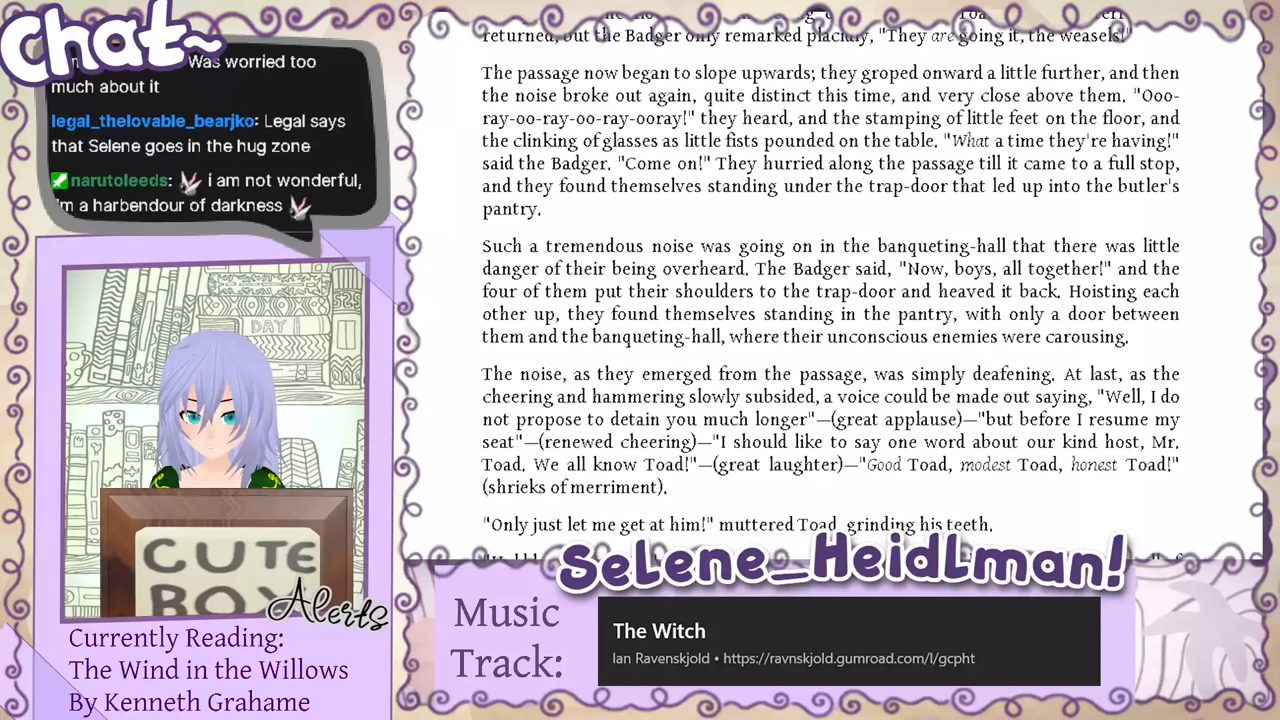 Chat~
Was worried too
much about it
legal_thelovable_bearjko: Legal says
that Selene goes in the hug zone
narutoleeds: i am not wonderful,
I'm a harbendour of darkness
DAY I
CUTE
BOX
Alerts
Currently Reading:
The Wind in the Willows
By Kenneth Grahame
returned, but the Badger only remarked placidly, "They are going it, the weasels!"
The passage now began to slope upwards; they groped onward a little further, and then
the noise broke out again, quite distinct this time, and very close above them. "Ooo-
ray-oo-ray-oo-ray-ooray!" they heard, and the stamping of little feet on the floor, and
the clinking of glasses as little fists pounded on the table. "What a time they're having!"
said the Badger. "Come on!" They hurried along the passage till it came to a full stop,
and they found themselves standing under the trap-door that led up into the butler's
pantry.
Such a tremendous noise was going on in the banqueting-hall that there was little
danger of their being overheard. The Badger said, "Now, boys, all together!" and the
four of them put their shoulders to the trap-door and heaved it back. Hoisting each
other up, they found themselves standing in the pantry, with only a door between
them and the banqueting-hall, where their unconscious enemies were carousing.
The noise, as they emerged from the passage, was simply deafening. At last, as the
cheering and hammering slowly subsided, a voice could be made out saying, "Well, I do
not propose to detain you much longer"—(great applause)—"but before I resume my
seat"—(renewed cheering)—"I should like to say one word about our kind host, Mr.
Toad. We all know Toad!"—(great laughter)—"Good Toad, modest Toad, honest Toad!"
(shrieks of merriment).
"Only just let me get at him!" muttered Toad, grinding his teeth.
Selene_Heidlman!
Music
Track:
The Witch
Ian Ravenskjold • https://ravnskjold.gumroad.com/l/gcpht